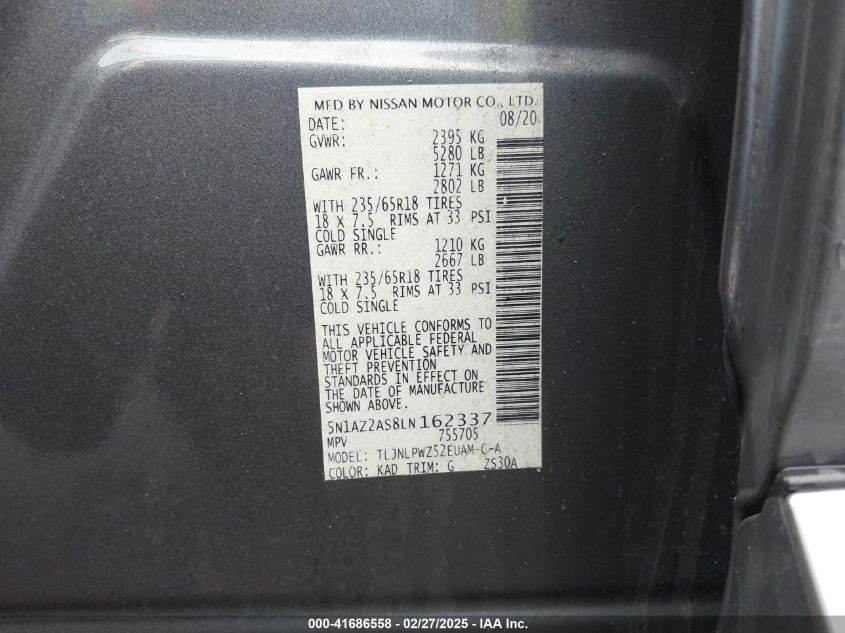 MFD BY NISSAN MOTOR CO., LTD.
DATE: 08/20
GVWR: 2395 KG
5280 LB
GAWR FR.: 1271 KG
2802 LB
WITH 235/65R18 TIRES
18 X 7.5 RIMS AT 33 PSI
COLD SINGLE
GAWR RR.: 1210 KG
2667 LB
WITH 235/65R18 TIRES
18 X 7.5 RIMS AT 33 PSI
COLD SINGLE
THIS VEHICLE CONFORMS TO
ALL APPLICABLE FEDERAL
MOTOR VEHICLE SAFETY AND
THEFT PREVENTION
STANDARDS IN EFFECT ON
THE DATE OF MANUFACTURE
SHOWN ABOVE.
5N1AZ2AS8LN162337
MPV 755705
MODEL: TLJNLPWZ52EUAM-C-A
COLOR: KAD TRIM: G ZS30A
000-41686558 - 02/27/2025 - IAA Inc.